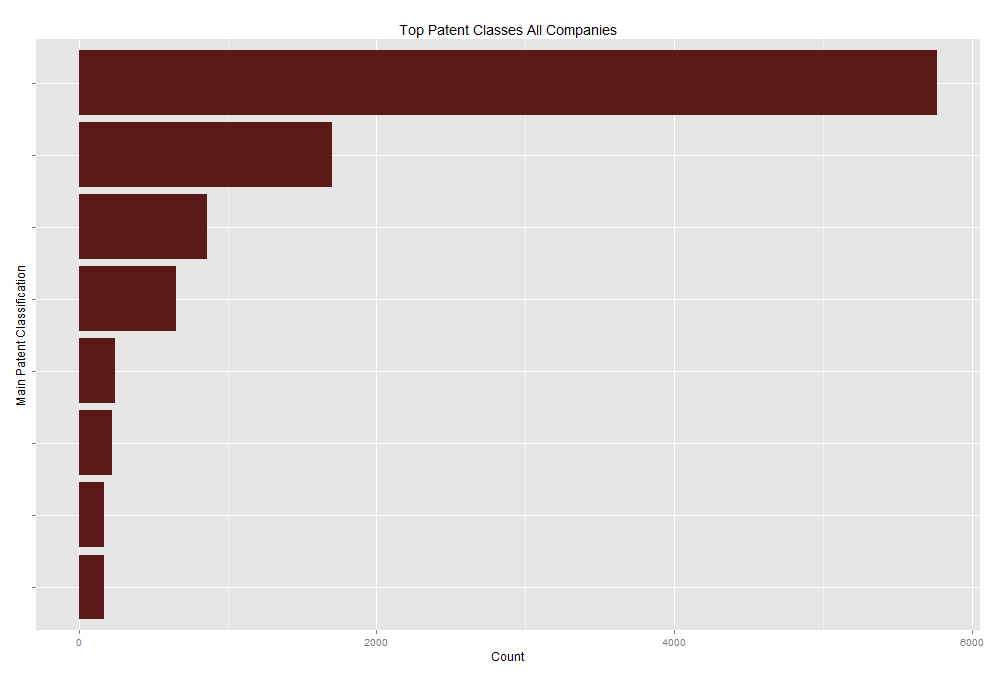 Top Patent Classes All Companies
Main Patent Classification
0 2000 4000 6000
Count